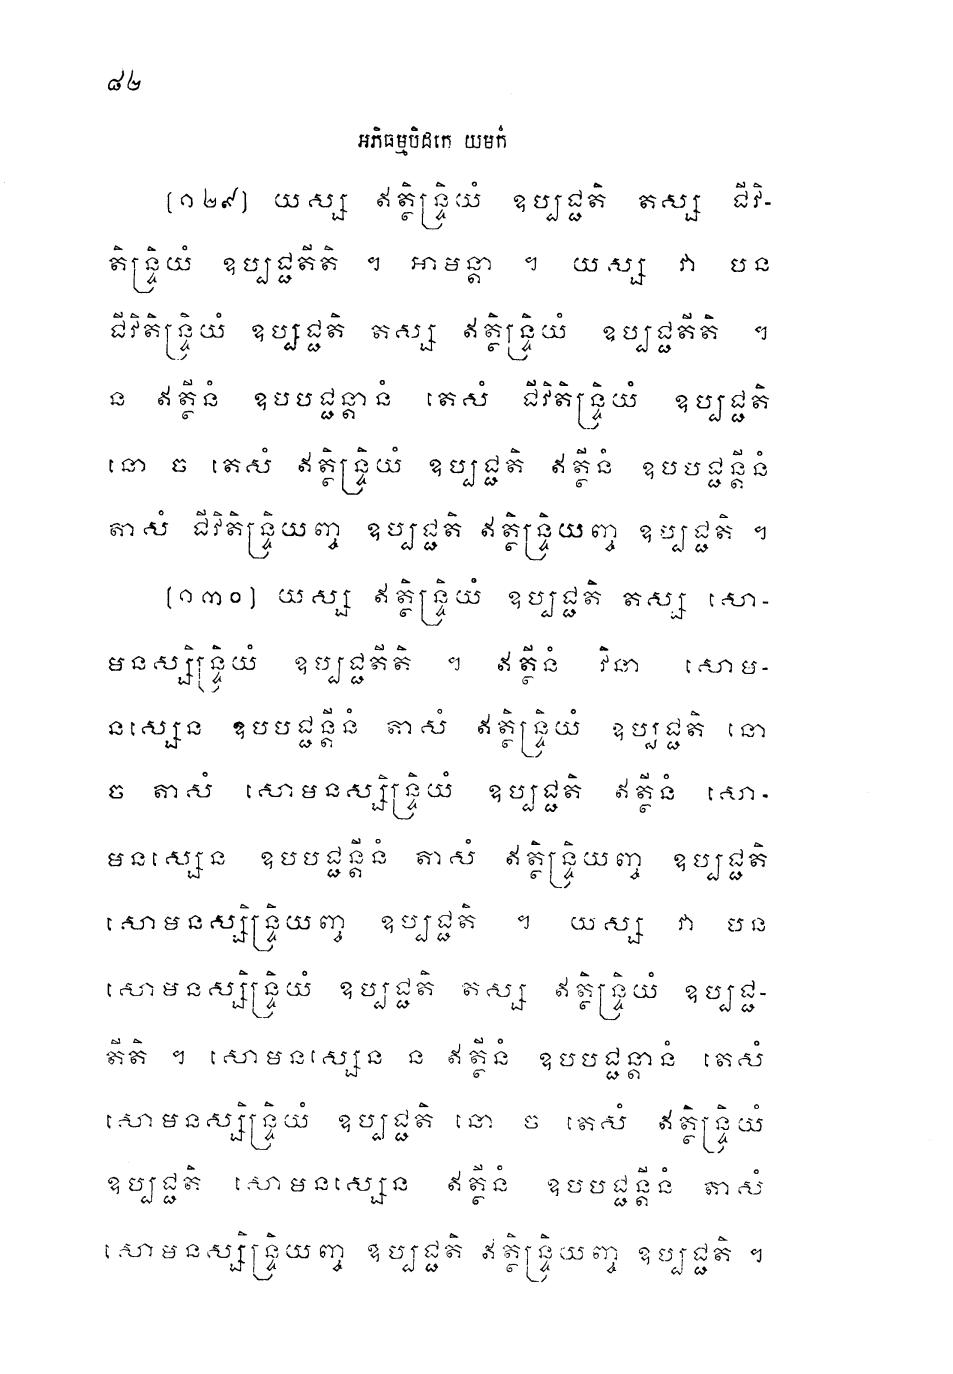 ៨២
អភិធម្មបិដកេ យមកំ
(១២៩) យស្ស ឥត្ថិន្ទ្រិយំ ឧប្បជ្ជតិ តស្ស ជីវិ-
តិន្ទ្រិយំ ឧប្បជ្ជតីតិ ។ អាមន្តា ។ យស្ស វា បន
ជីវិតិន្ទ្រិយំ ឧប្បជ្ជតិ តស្ស ឥត្ថិន្ទ្រិយំ ឧប្បជ្ជតីតិ ។
ន ឥត្ថីនំ ឧបបជ្ជន្តានំ តេសំ ជីវិតិន្ទ្រិយំ ឧប្បជ្ជតិ
នោ ច តេសំ ឥត្ថិន្ទ្រិយំ ឧប្បជ្ជតិ ឥត្ថីនំ ឧបបជ្ជន្តីនំ
តាសំ ជីវិតិន្ទ្រិយញ្ច ឧប្បជ្ជតិ ឥត្ថិន្ទ្រិយញ្ច ឧប្បជ្ជតិ ។
(១៣០) យស្ស ឥត្ថិន្ទ្រិយំ ឧប្បជ្ជតិ តស្ស សោ-
មនស្សិន្ទ្រិយំ ឧប្បជ្ជតីតិ ។ ឥត្ថីនំ វិនា សោម-
នស្សេន ឧបបជ្ជន្តីនំ តាសំ ឥត្ថិន្ទ្រិយំ ឧប្បជ្ជតិ នោ
ច តាសំ សោមនស្សិន្ទ្រិយំ ឧប្បជ្ជតិ ឥត្ថីនំ សោ-
មនស្សេន ឧបបជ្ជន្តីនំ តាសំ ឥត្ថិន្ទ្រិយញ្ច ឧប្បជ្ជតិ
សោមនស្សិន្ទ្រិយញ្ច ឧប្បជ្ជតិ ។ យស្ស វា បន
សោមនស្សិន្ទ្រិយំ ឧប្បជ្ជតិ តស្ស ឥត្ថិន្ទ្រិយំ ឧប្បជ្ជ-
តីតិ ។ សោមនស្សេន ន ឥត្ថីនំ ឧបបជ្ជន្តានំ តេសំ
សោមនស្សិន្ទ្រិយំ ឧប្បជ្ជតិ នោ ច តេសំ ឥត្ថិន្ទ្រិយំ
ឧប្បជ្ជតិ សោមនស្សេន ឥត្ថីនំ ឧបបជ្ជន្តីនំ តាសំ
សោមនស្សិន្ទ្រិយញ្ច ឧប្បជ្ជតិ ឥត្ថិន្ទ្រិយញ្ច ឧប្បជ្ជតិ ។